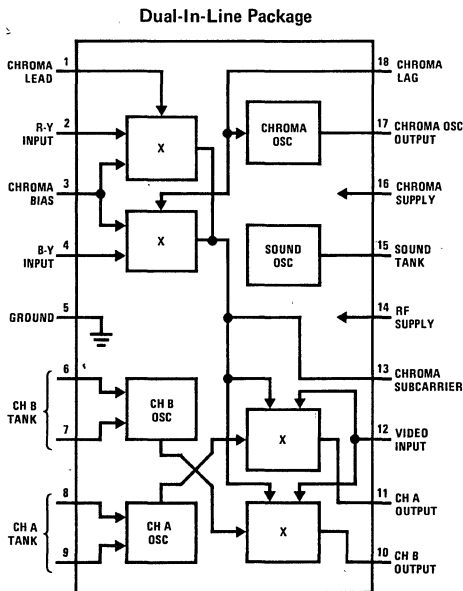 Dual-In-Line Package
CHROMA
LEAD
1
R-Y
INPUT
2
CHROMA
BIAS
3
B-Y
INPUT
4
GROUND
5
CH B
TANK
6
7
CH A
TANK
8
9
X
X
CHROMA
OSC
SOUND
OSC
CH B
OSC
CH A
OSC
X
X
18 CHROMA
LAG
17 CHROMA OSC
OUTPUT
16 CHROMA
SUPPLY
15 SOUND
TANK
14 RF
SUPPLY
13 CHROMA
SUBCARRIER
12 VIDEO
INPUT
11 CH A
OUTPUT
10 CH B
OUTPUT